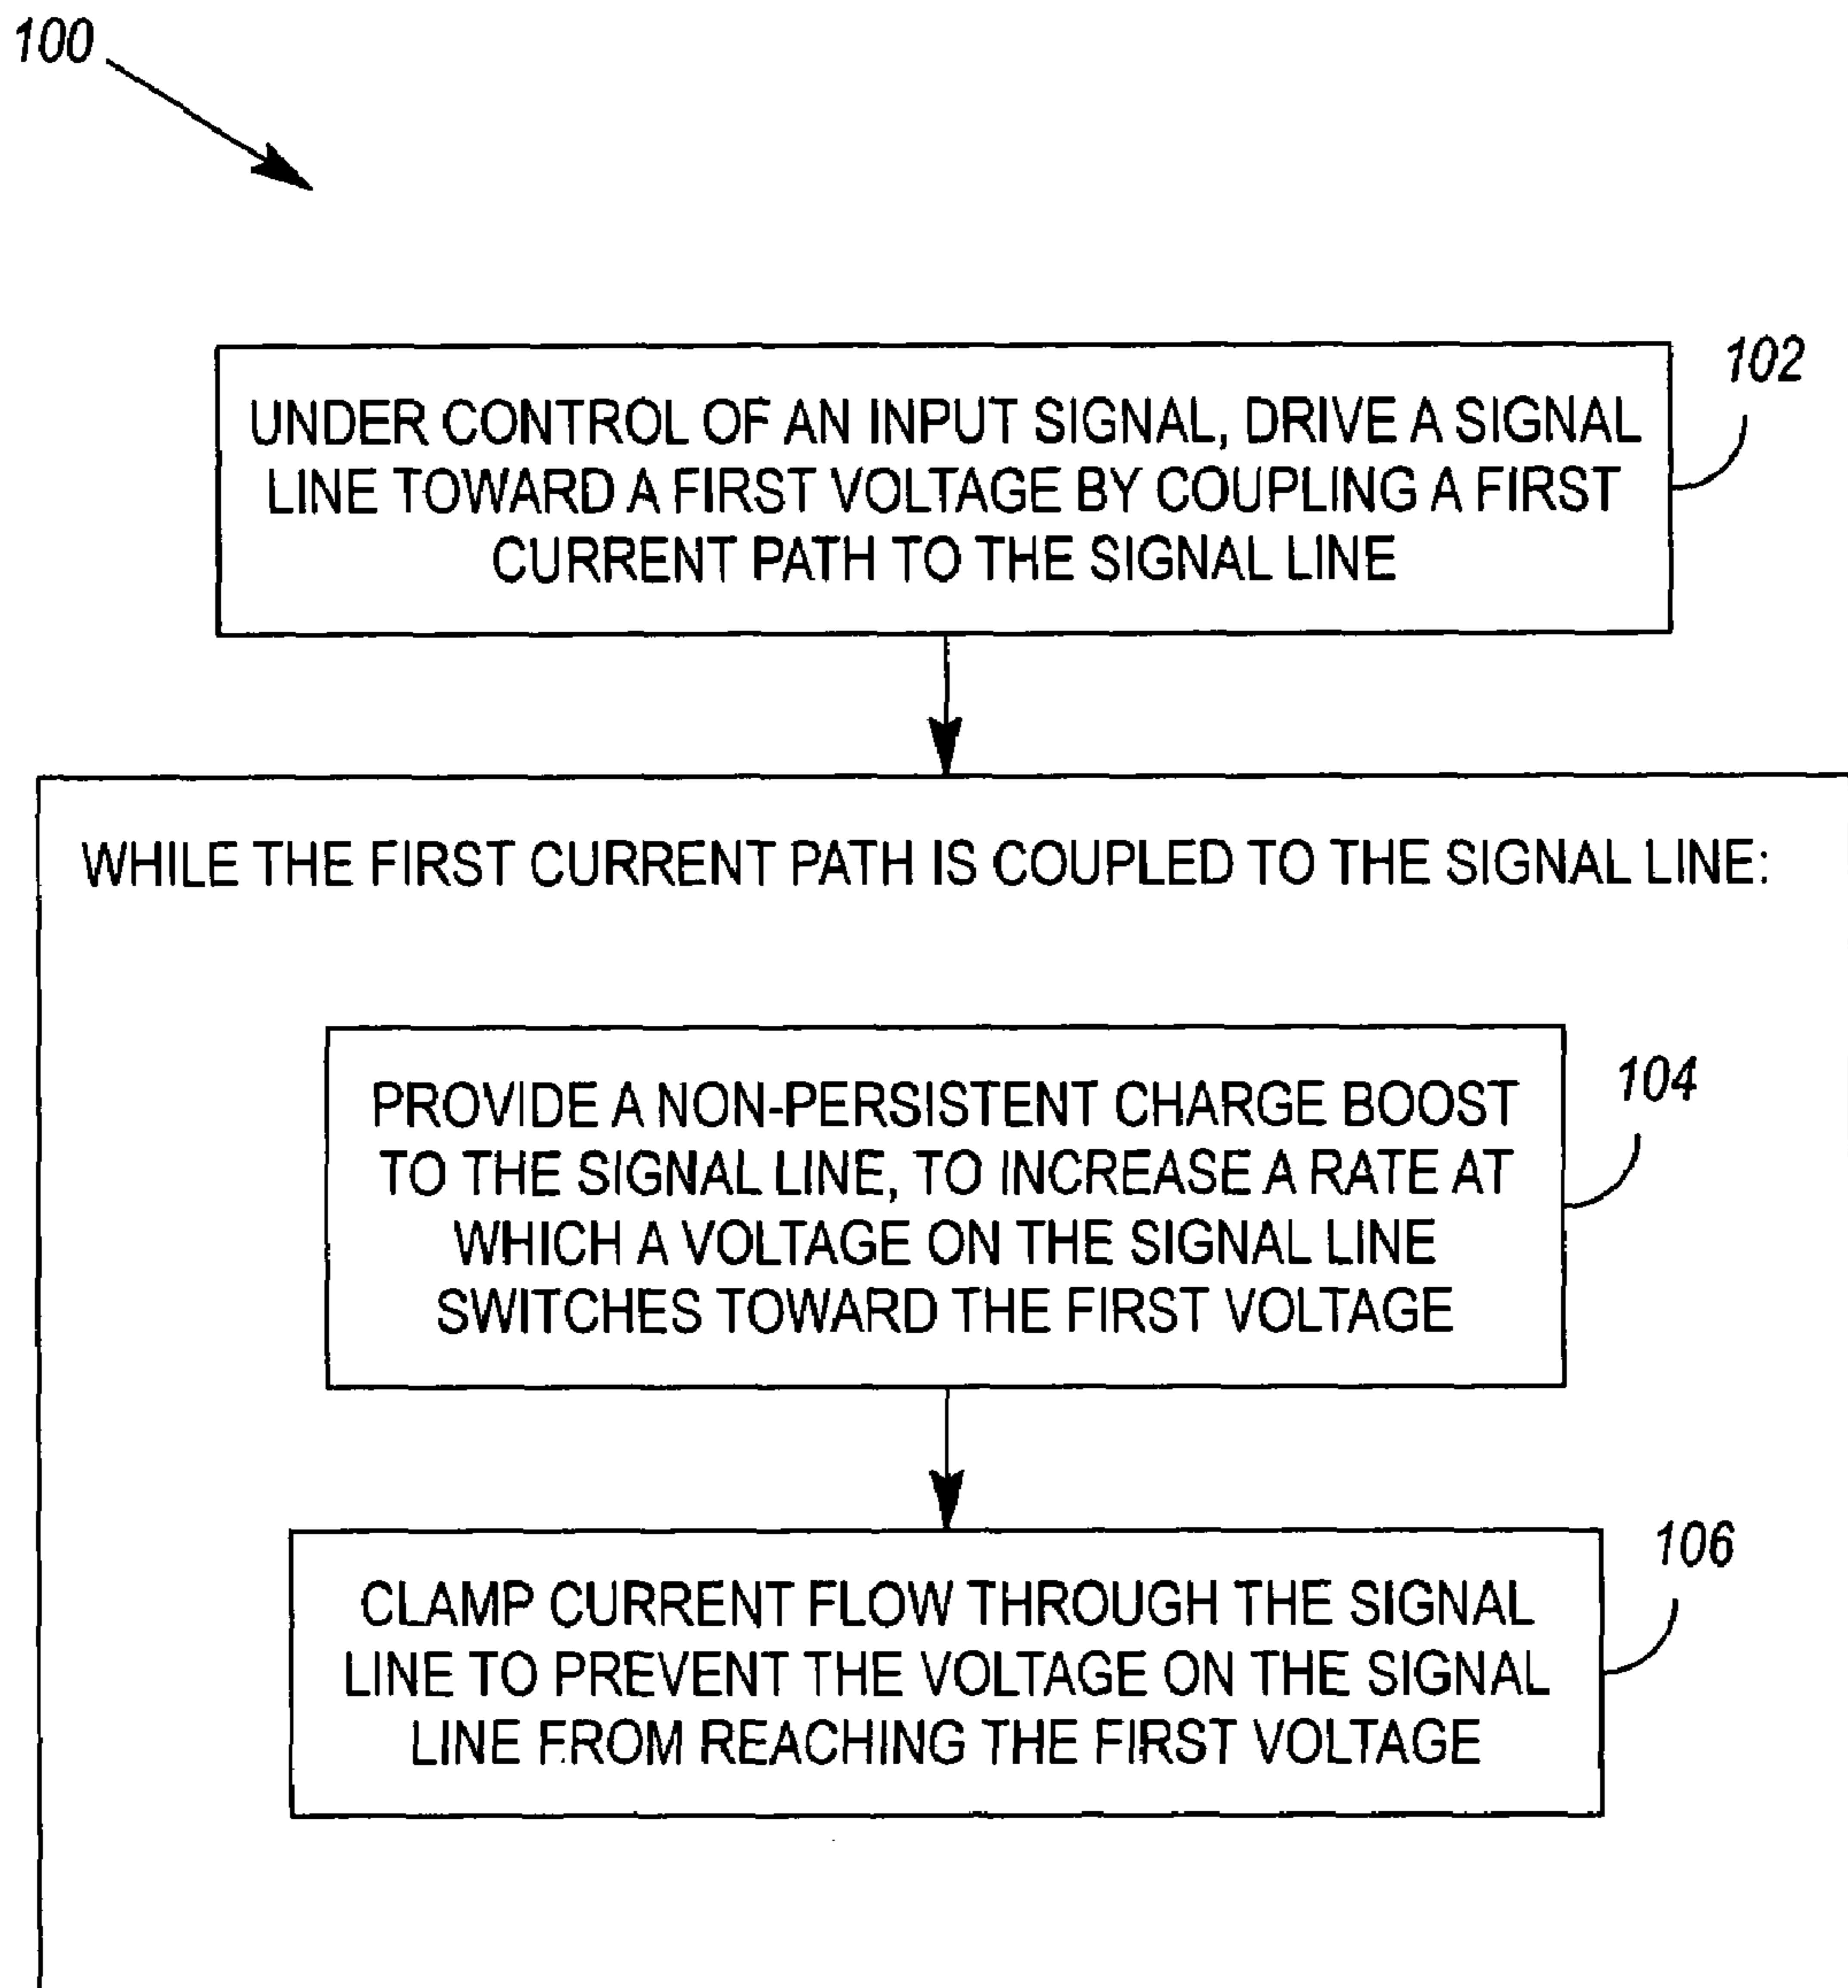 100
102
UNDER CONTROL OF AN INPUT SIGNAL, DRIVE A SIGNAL
LINE TOWARD A FIRST VOLTAGE BY COUPLING A FIRST
CURRENT PATH TO THE SIGNAL LINE
WHILE THE FIRST CURRENT PATH IS COUPLED TO THE SIGNAL LINE:
104
PROVIDE A NON-PERSISTENT CHARGE BOOST
TO THE SIGNAL LINE, TO INCREASE A RATE AT
WHICH A VOLTAGE ON THE SIGNAL LINE
SWITCHES TOWARD THE FIRST VOLTAGE
106
CLAMP CURRENT FLOW THROUGH THE SIGNAL
LINE TO PREVENT THE VOLTAGE ON THE SIGNAL
LINE FROM REACHING THE FIRST VOLTAGE